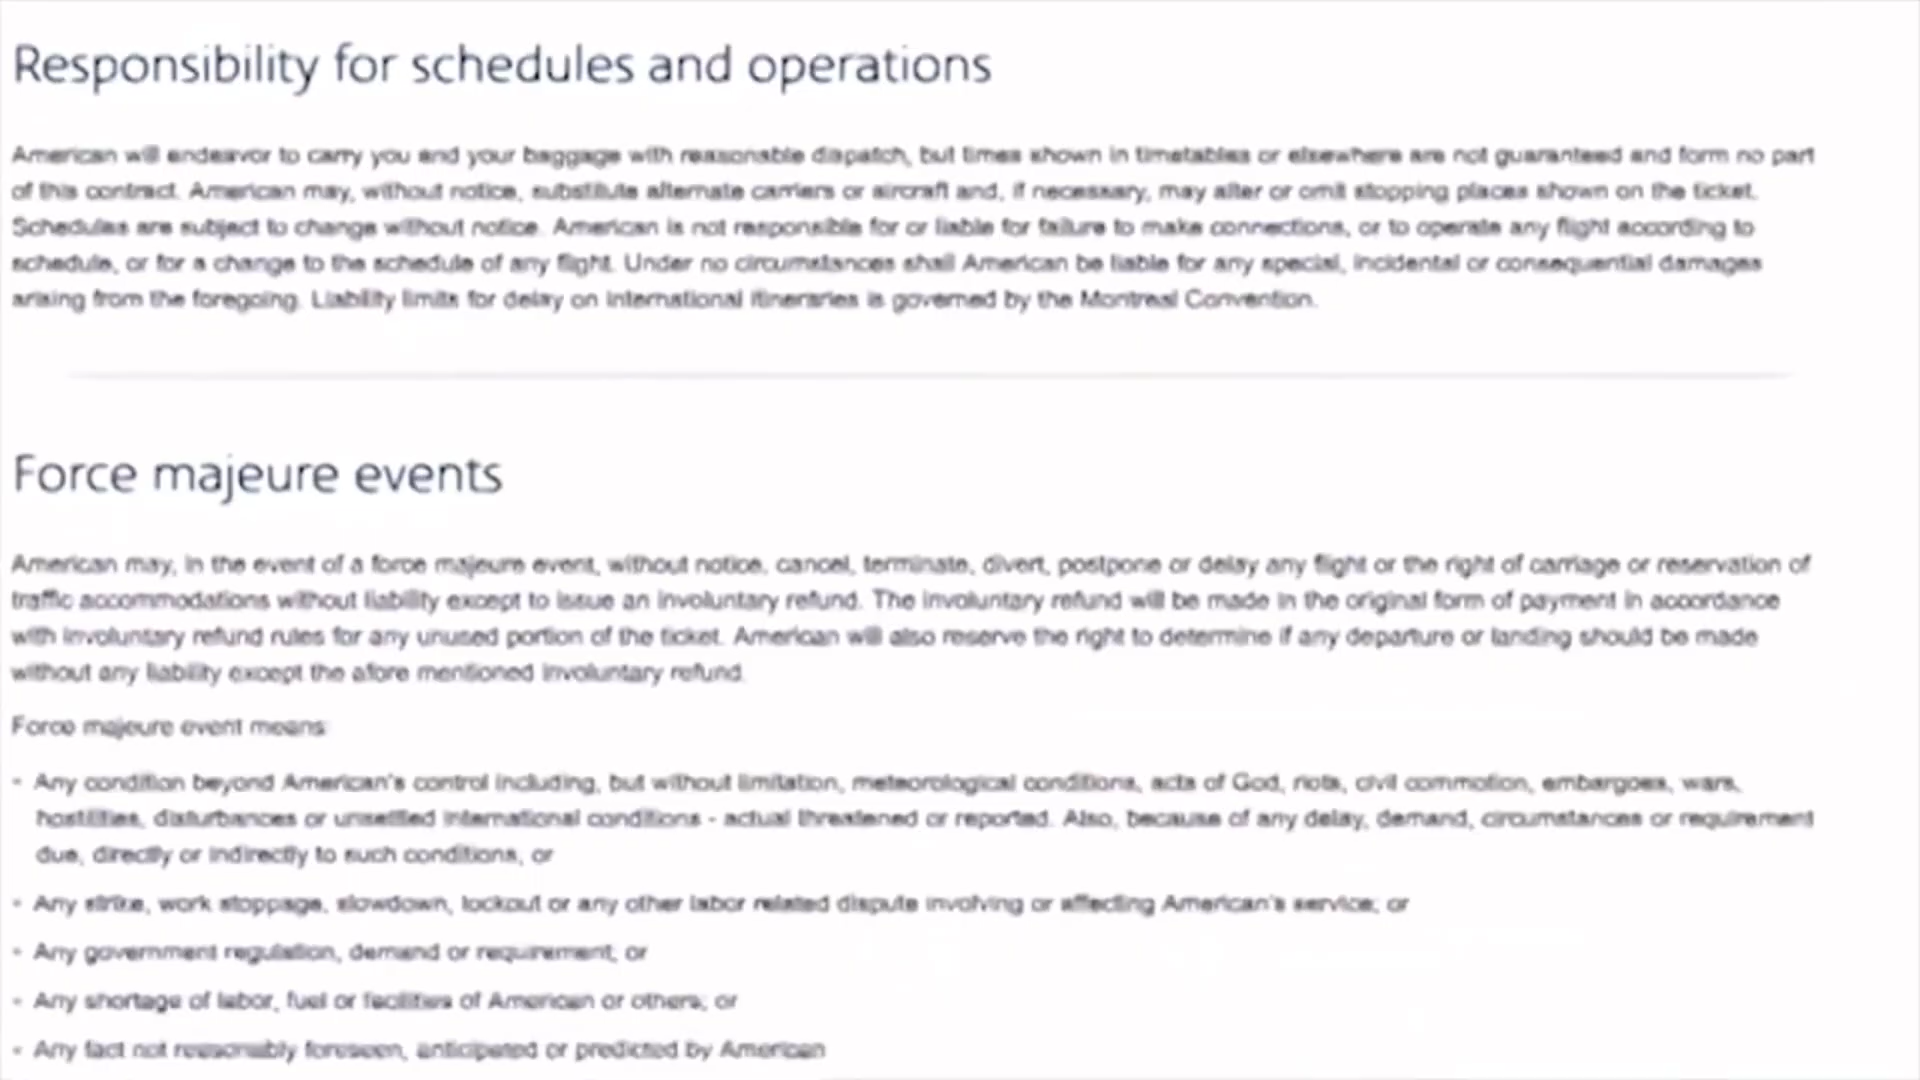 Responsibility for schedules and operations
American will endeavor to carry you and your baggage with reasonable dispatch, but times shown in timetables or elsewhere are not guaranteed and form no part
of this contract. American may, without notice, substitute alternate carriers or aircraft and, if necessary, may alter or omit stopping places shown on the ticket.
Schedules are subject to change without notice. American is not responsible for or liable for failure to make connections, or to operate any flight according to
schedule, or for a change to the schedule of any flight. Under no circumstances shall American be liable for any special, incidental or consequential damages
arising from the foregoing. Liability limits for delay on international itineraries is governed by the Montreal Convention.
Force majeure events
American may, in the event of a force majeure event, without notice, cancel, terminate, divert, postpone or delay any flight or the right of carriage or reservation of
traffic accommodations without liability except to issue an involuntary refund. The involuntary refund will be made in the original form of payment in accordance
with involuntary refund rules for any unused portion of the ticket. American will also reserve the right to determine if any departure or landing should be made
without any liability except the afore mentioned involuntary refund.
Force majeure event means:
- Any condition beyond American's control including, but without limitation, meteorological conditions, acts of God, riots, civil commotion, embargoes, wars,
hostilities, disturbances or unsettled international conditions - actual threatened or reported. Also, because of any delay, demand, circumstances or requirement
due, directly or indirectly to such conditions; or
- Any strike, work stoppage, slowdown, lockout or any other labor related dispute involving or affecting American's service; or
- Any government regulation, demand or requirement; or
- Any shortage of labor, fuel or facilities of American or others; or
- Any fact not reasonably foreseen, anticipated or predicted by American